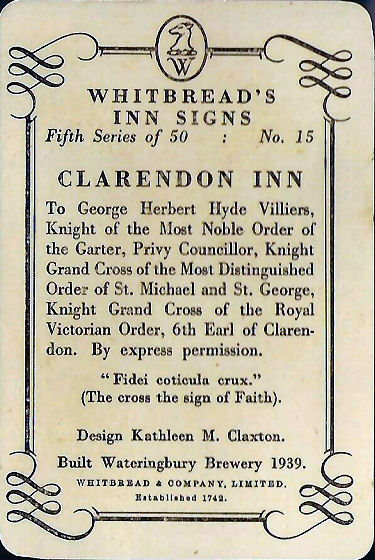 W
WHITBREAD'S
INN SIGNS
Fifth Series of 50 : No. 15
CLARENDON INN
To George Herbert Hyde Villiers,
Knight of the Most Noble Order of
the Garter, Privy Councillor, Knight
Grand Cross of the Most Distinguished
Order of St. Michael and St. George,
Knight Grand Cross of the Royal
Victorian Order, 6th Earl of Claren-
don. By express permission.
"Fidei coticula crux."
(The cross the sign of Faith).
Design Kathleen M. Claxton.
Built Wateringbury Brewery 1939.
WHITBREAD & COMPANY, LIMITED.
Established 1742.